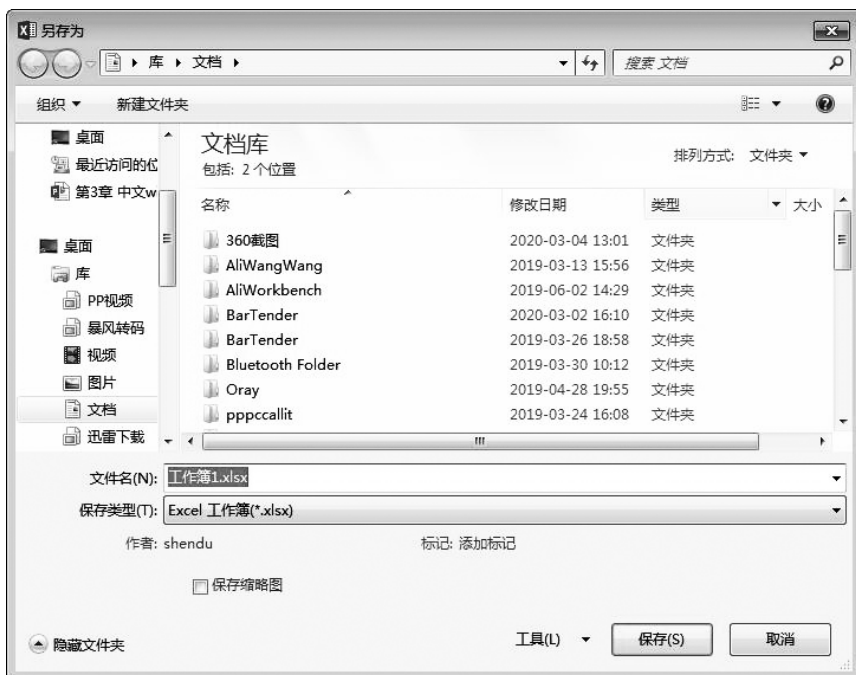 另存为
库 文档
搜索 文档
组织 新建文件夹
桌面
最近访问的位
第3章 中文w
桌面
库
PP视频
暴风转码
视频
图片
文档
迅雷下载
文档库
包括: 2 个位置
排列方式: 文件夹
名称 修改日期 类型 大小
360截图 2020-03-04 13:01 文件夹
AliWangWang 2019-03-13 15:56 文件夹
AliWorkbench 2019-06-02 14:29 文件夹
BarTender 2020-03-02 16:10 文件夹
BarTender 2019-03-26 18:58 文件夹
Bluetooth Folder 2019-03-30 10:12 文件夹
Oray 2019-04-28 19:55 文件夹
pppccallit 2019-03-24 16:08 文件夹
文件名(N): 工作簿1.xlsx
保存类型(T): Excel 工作簿(*.xlsx)
作者: shendu 标记: 添加标记
保存缩略图
隐藏文件夹 工具(L) 保存(S) 取消